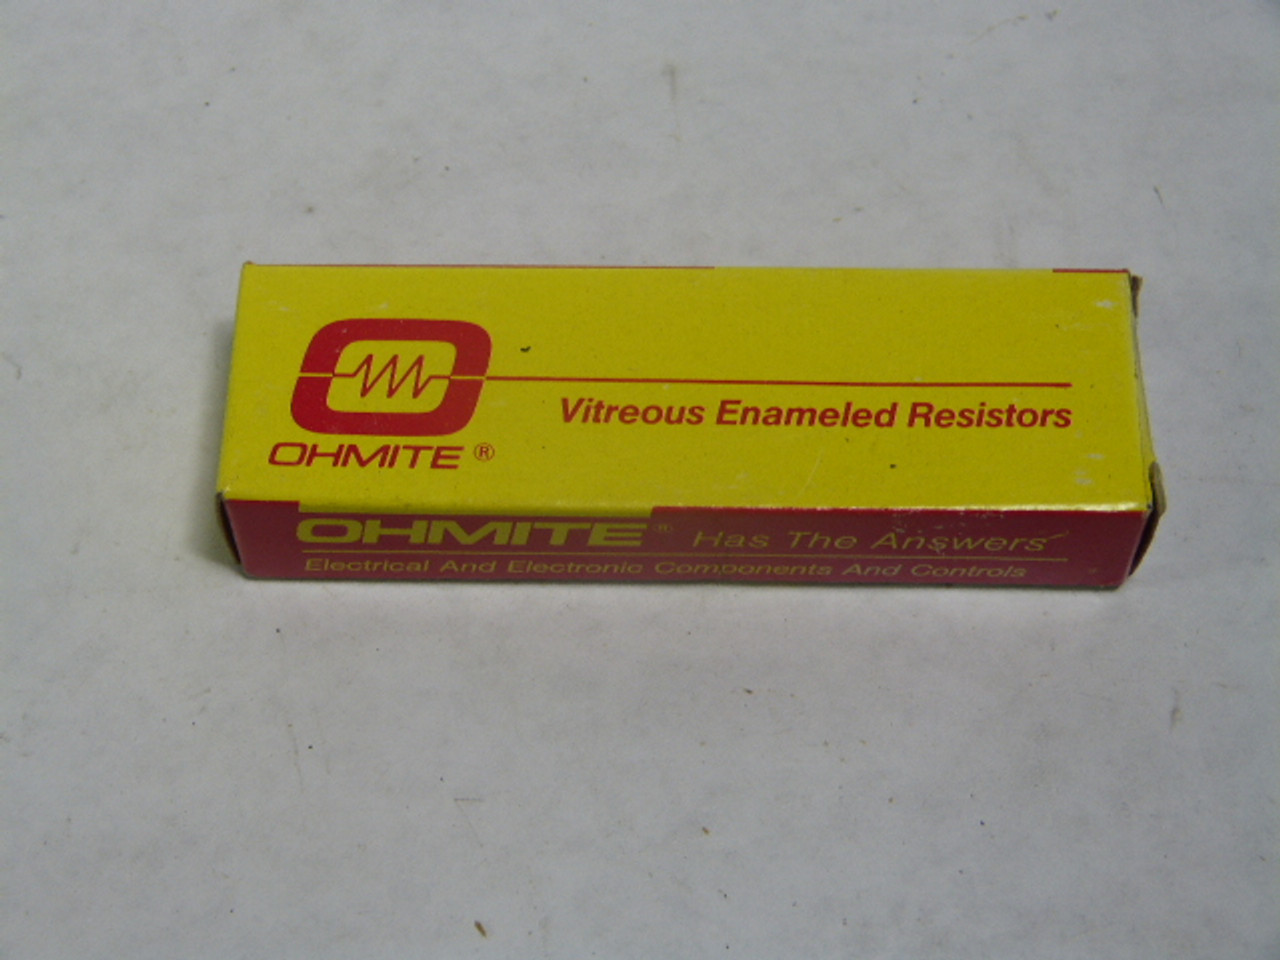 Vitreous Enameled Resistors
OHMITE ®
OHMITE ® Has The Answers
Electrical And Electronic Components And Controls